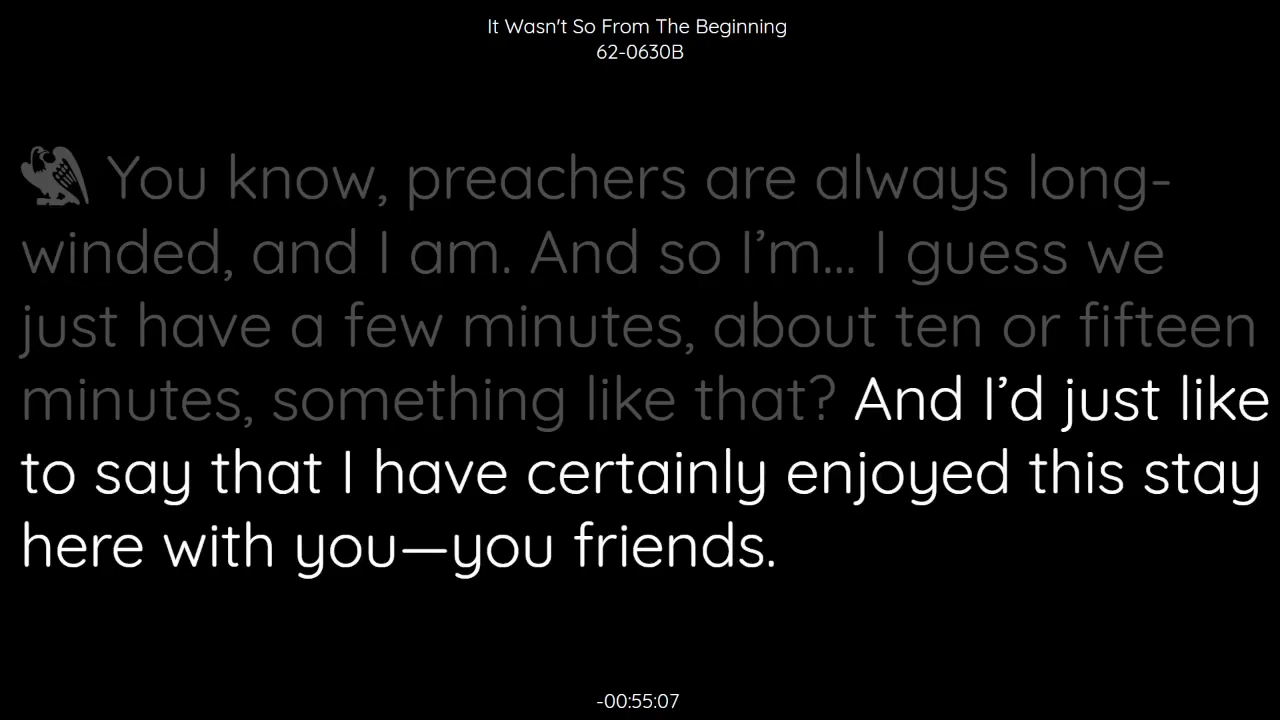 It Wasn't So From The Beginning
62-0630B
You know, preachers are always long-
winded, and I am. And so I’m... I guess we
just have a few minutes, about ten or fifteen
minutes, something like that? And I’d just like
to say that I have certainly enjoyed this stay
here with you—you friends.
-00:55:07